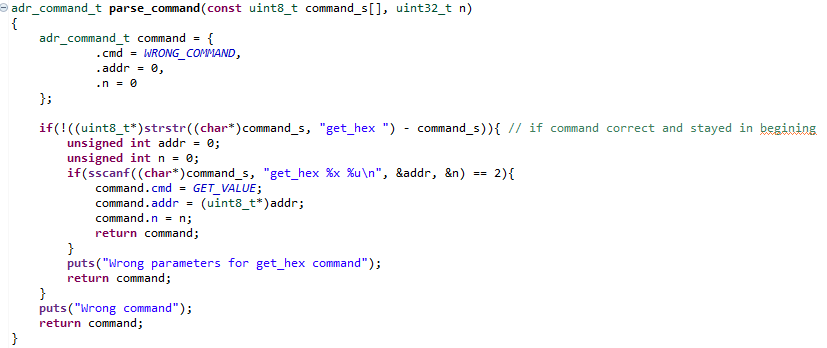 adr_command_t parse_command(const uint8_t command_s[], uint32_t n)
{
    adr_command_t command = {
            .cmd = WRONG_COMMAND,
            .addr = 0,
            .n = 0
    };

    if(!((uint8_t*)strstr((char*)command_s, "get_hex ") - command_s)){ // if command correct and stayed in begining
        unsigned int addr = 0;
        unsigned int n = 0;
        if(sscanf((char*)command_s, "get_hex %x %u\n", &addr, &n) == 2){
            command.cmd = GET_VALUE;
            command.addr = (uint8_t*)addr;
            command.n = n;
            return command;
        }
        puts("Wrong parameters for get_hex command");
        return command;
    }
    puts("Wrong command");
    return command;
}